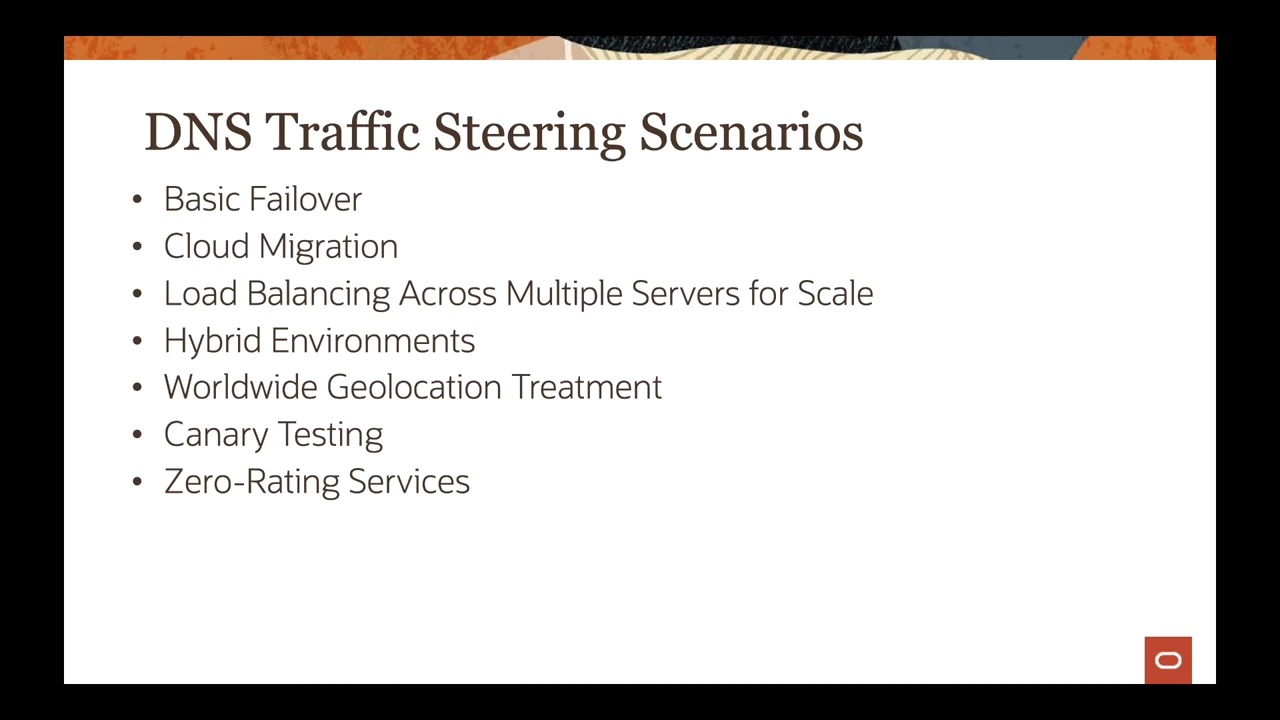 DNS Traffic Steering Scenarios
• Basic Failover
• Cloud Migration
• Load Balancing Across Multiple Servers for Scale
• Hybrid Environments
• Worldwide Geolocation Treatment
• Canary Testing
• Zero-Rating Services